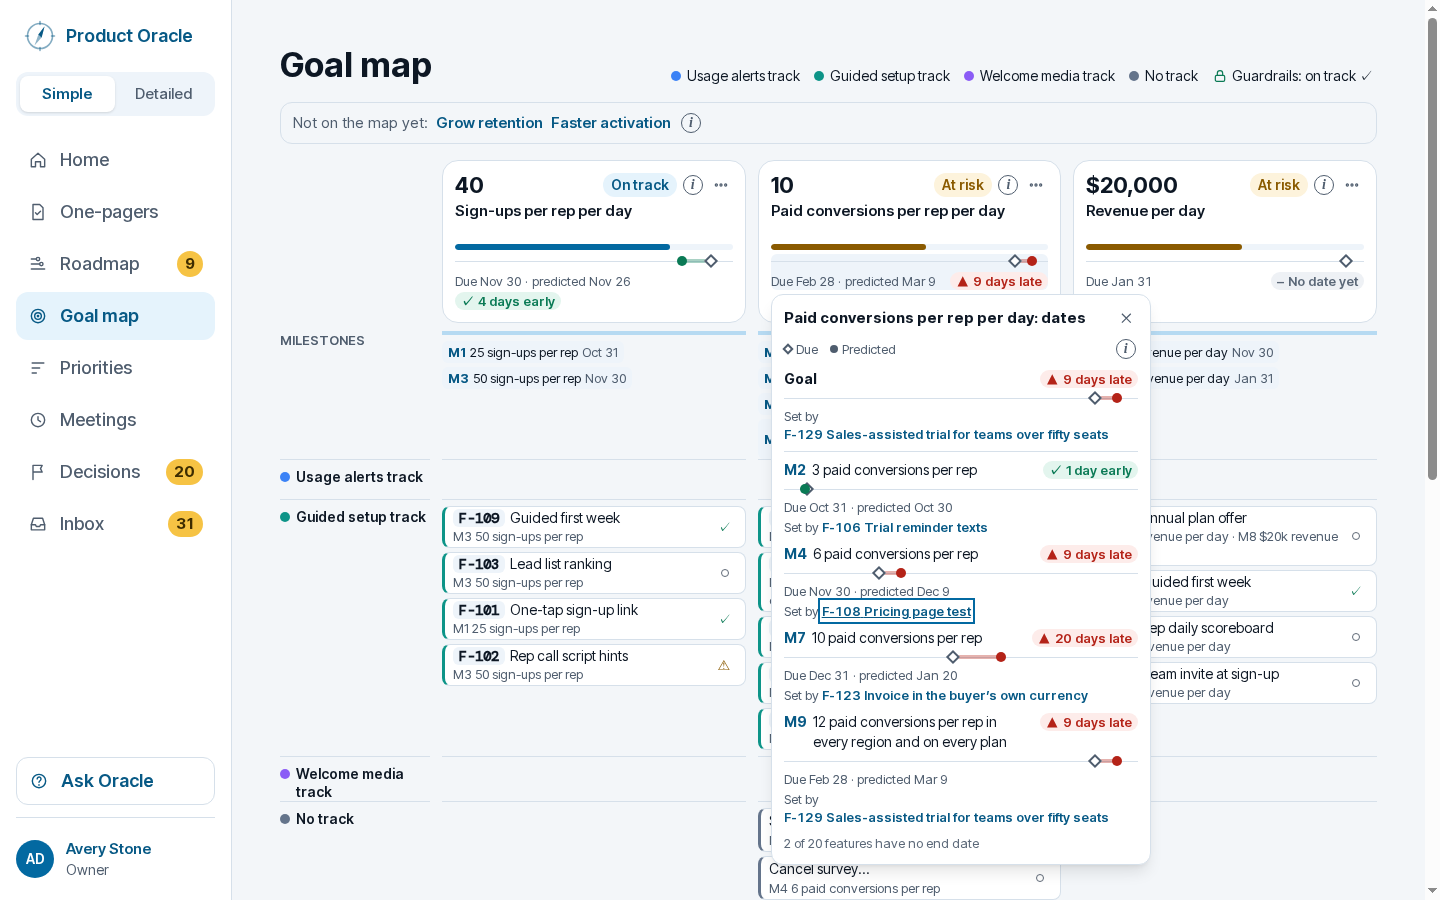 Product Oracle
Simple
Detailed
Home
One-pagers
Roadmap
9
Goal map
Priorities
Meetings
Decisions
20
Inbox
31
Ask Oracle
AD
Avery Stone
Owner
Goal map
Usage alerts track
Guided setup track
Welcome media track
No track
Guardrails: on track ✓
Not on the map yet: Grow retention Faster activation
40
On track
Sign-ups per rep per day
Due Nov 30 · predicted Nov 26
✓ 4 days early
10
At risk
Paid conversions per rep per day
Due Feb 28 · predicted Mar 9
▲ 9 days late
$20,000
At risk
Revenue per day
Due Jan 31
– No date yet
MILESTONES
M1 25 sign-ups per rep Oct 31
M3 50 sign-ups per rep Nov 30
enue per day Nov 30
enue per day Jan 31
Usage alerts track
Guided setup track
F-109 Guided first week
M3 50 sign-ups per rep
F-103 Lead list ranking
M3 50 sign-ups per rep
F-101 One-tap sign-up link
M1 25 sign-ups per rep
F-102 Rep call script hints
M3 50 sign-ups per rep
nnual plan offer
enue per day · M8 $20k revenue
uided first week
enue per day
ep daily scoreboard
enue per day
eam invite at sign-up
enue per day
Welcome media track
No track
Cancel survey…
M4 6 paid conversions per rep
Paid conversions per rep per day: dates
Due
Predicted
Goal
▲ 9 days late
Set by
F-129 Sales-assisted trial for teams over fifty seats
M2 3 paid conversions per rep
✓ 1 day early
Due Oct 31 · predicted Oct 30
Set by F-106 Trial reminder texts
M4 6 paid conversions per rep
▲ 9 days late
Due Nov 30 · predicted Dec 9
Set by F-108 Pricing page test
M7 10 paid conversions per rep
▲ 20 days late
Due Dec 31 · predicted Jan 20
Set by F-123 Invoice in the buyer’s own currency
M9 12 paid conversions per rep in
every region and on every plan
▲ 9 days late
Due Feb 28 · predicted Mar 9
Set by
F-129 Sales-assisted trial for teams over fifty seats
2 of 20 features have no end date